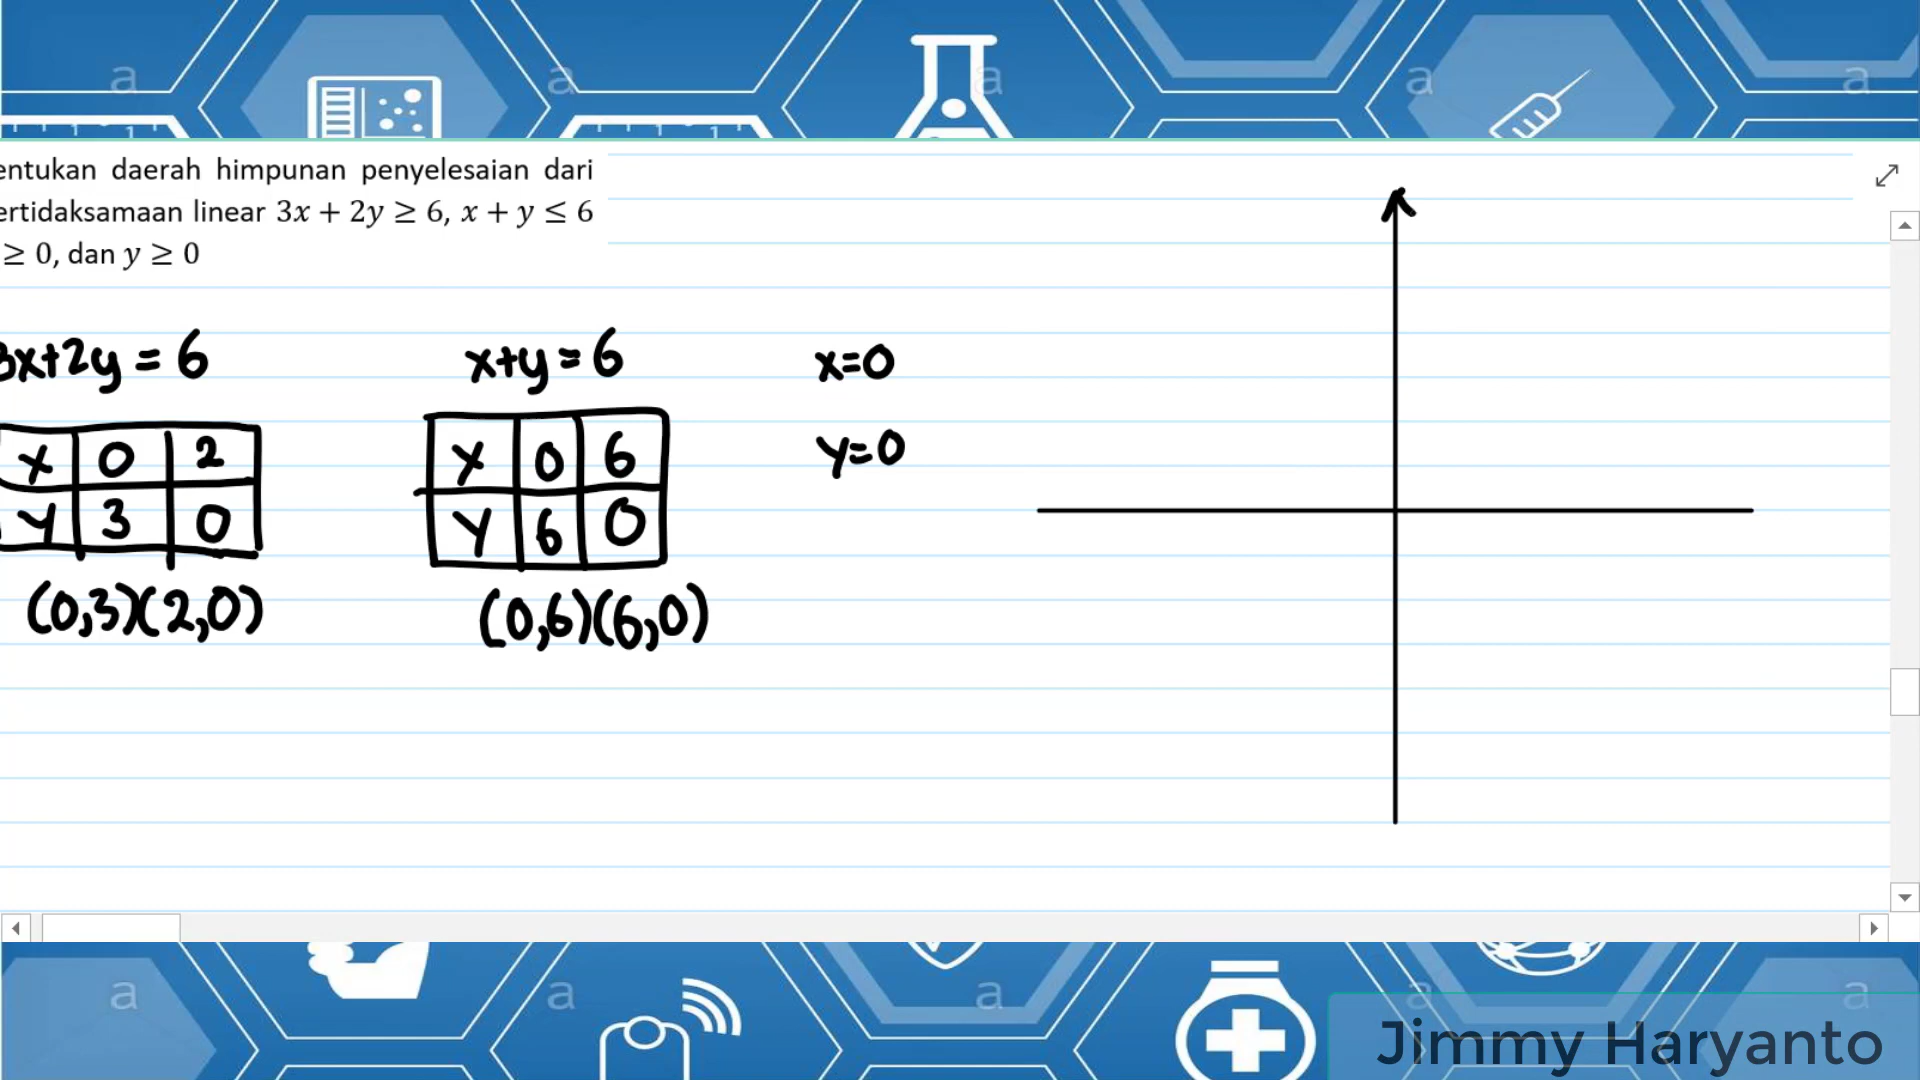 entukan daerah himpunan penyelesaian dari
ertidaksamaan linear 3x + 2y ≥ 6, x + y ≤ 6
≥ 0, dan y ≥ 0
3x+2y = 6
x+y = 6
x=0
y=0
x 0 2
y 3 0
x 0 6
y 6 0
(0,3)(2,0)
(0,6)(6,0)
a a a a a
a a a a a
Jimmy Haryanto